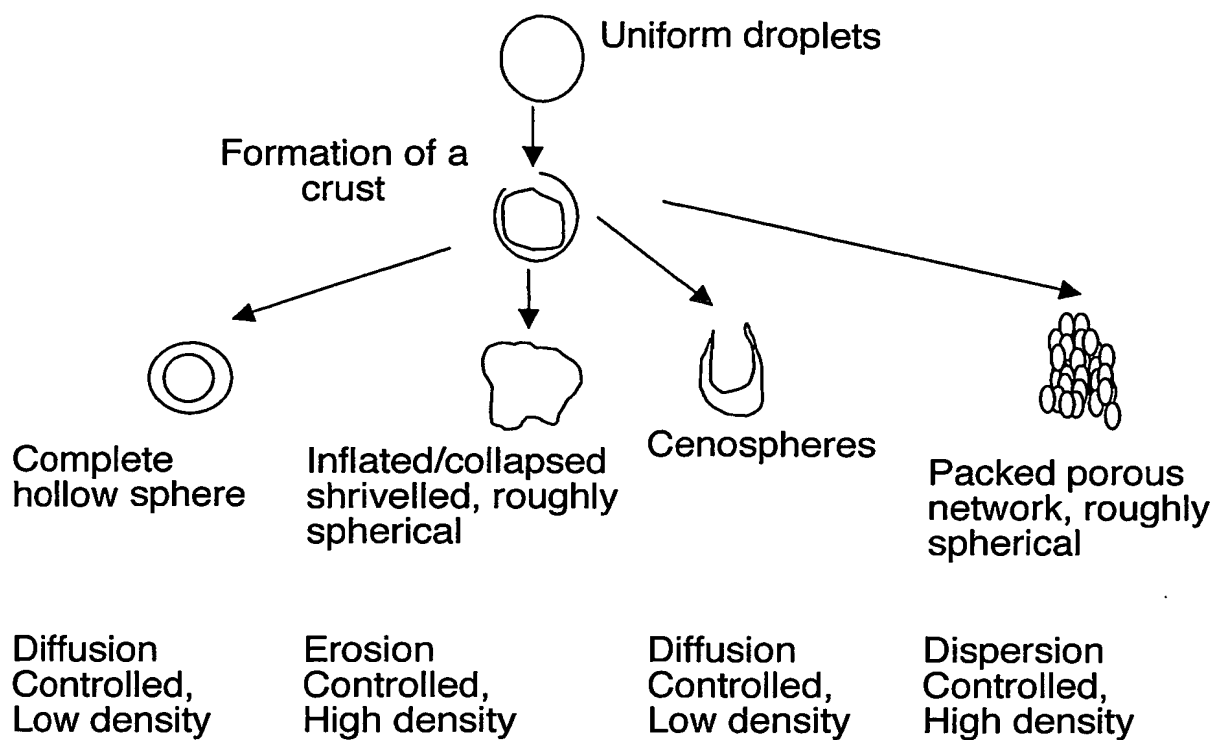 Uniform droplets
Formation of a
crust
Complete
hollow sphere
Inflated/collapsed
shrivelled, roughly
spherical
Cenospheres
Packed porous
network, roughly
spherical
Diffusion
Controlled,
Low density
Erosion
Controlled,
High density
Diffusion
Controlled,
Low density
Dispersion
Controlled,
High density